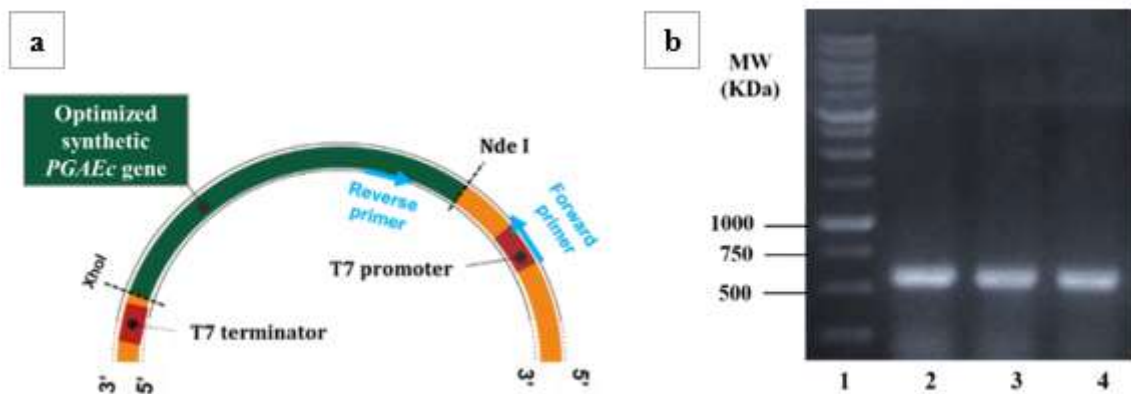 a
Optimized
synthetic
PGAEc gene
Nde I
Reverse
primer
Forward
primer
T7 promoter
XhoI
T7 terminator
3'
5'
3'
5'
b
MW
(KDa)
1000
750
500
1
2
3
4